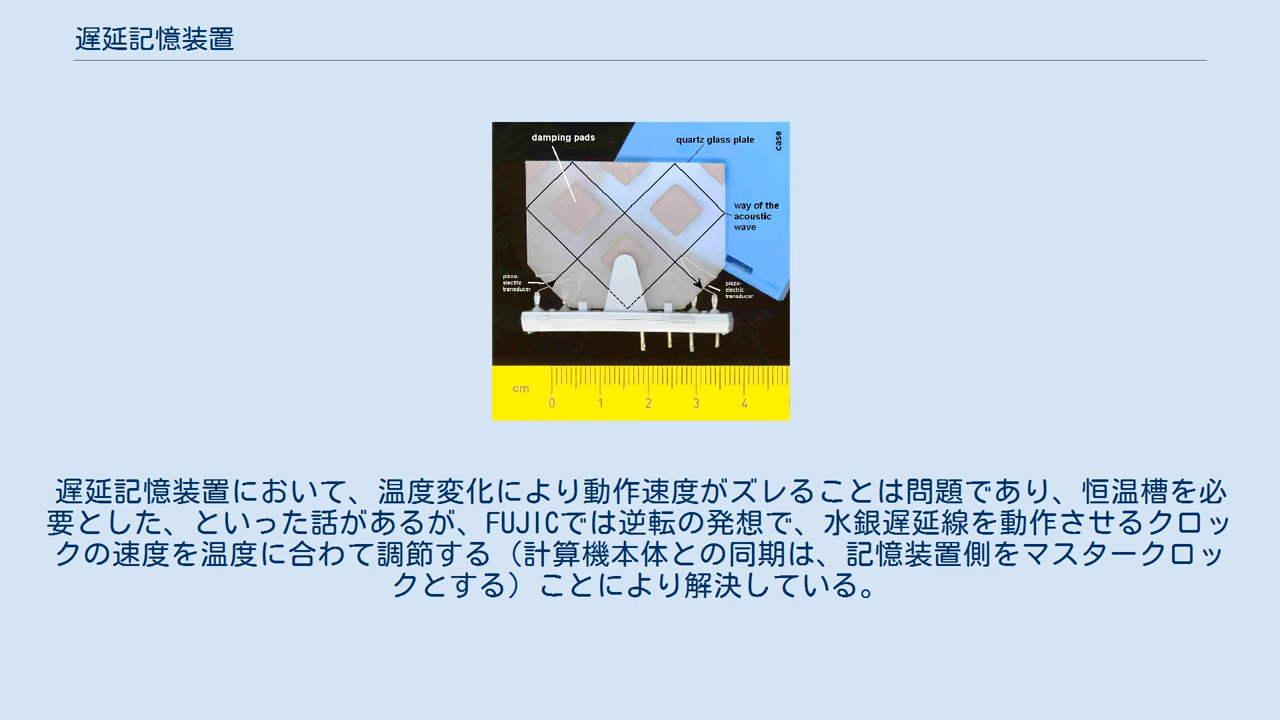 遅延記憶装置
damping pads
quartz glass plate
case
way of the
acoustic
wave
piezo-
electric
transducer
piezo-
electric
transducer
cm
0 1 2 3 4
遅延記憶装置において、温度変化により動作速度がズレることは問題であり、恒温槽を必
要とした、といった話があるが、FUJICでは逆転の発想で、水銀遅延線を動作させるクロッ
クの速度を温度に合わせて調節する（計算機本体との同期は、記憶装置側をマスタークロッ
クとする）ことにより解決している。